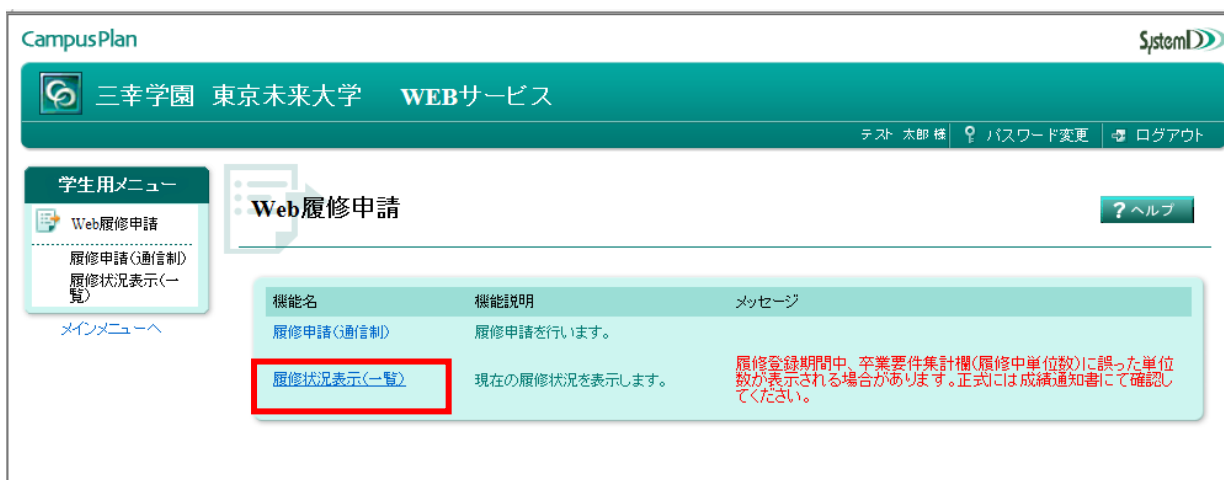 CampusPlan
SystemD
三幸学園 東京未来大学 WEBサービス
テスト 太郎 様 パスワード変更 ログアウト
学生用メニュー
Web履修申請
履修申請(通信制)
履修状況表示(一
覧)
メインメニューへ
Web履修申請
?ヘルプ
機能名 機能説明 メッセージ
履修申請(通信制) 履修申請を行います。
履修状況表示(一覧) 現在の履修状況を表示します。
履修登録期間中、卒業要件集計欄(履修中単位数)に誤った単位
数が表示される場合があります。正式には成績通知書にて確認し
てください。